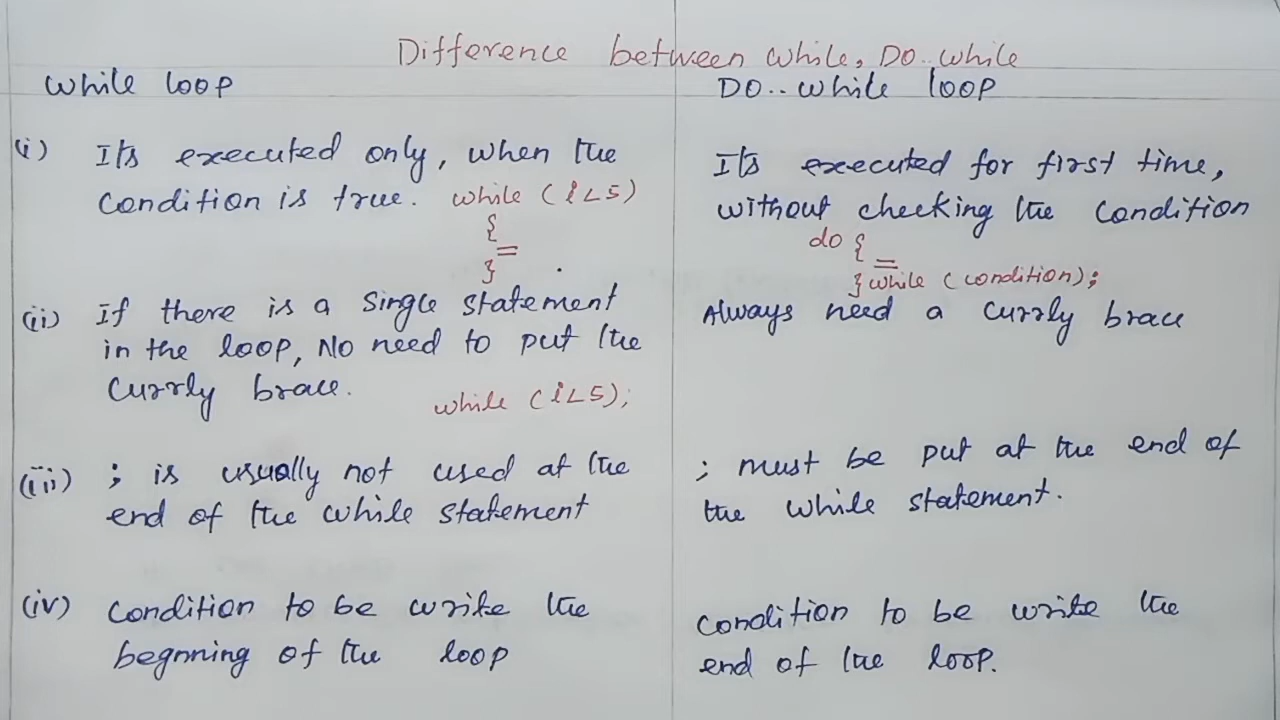 Difference between while, Do..while
while loop
(i) Its executed only, when the
condition is true. while (i<5)
{
=
}
(ii) If there is a single statement
in the loop, No need to put the
currly brace.
while (i<5);
(iii) ; is usually not used at the
end of the while statement
(iv) condition to be write the
begnning of the loop
DO..while loop
Its executed for first time,
without checking the condition
do {
=
} while (condition);
Always need a currly brace
; must be put at the end of
the while statement.
condition to be write the
end of the loop.